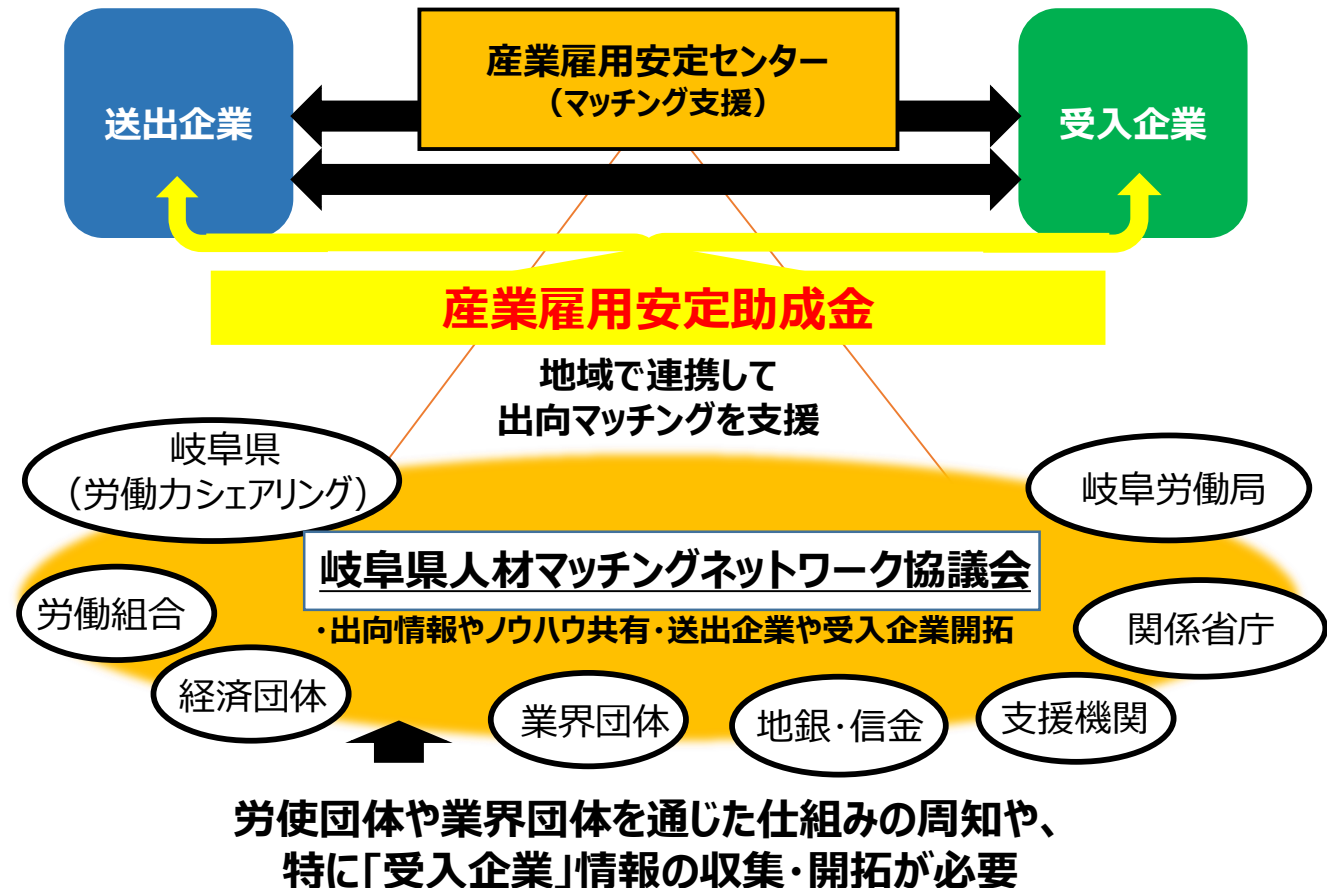 産業雇用安定センター
（マッチング支援）
送出企業
受入企業
産業雇用安定助成金
地域で連携して
出向マッチングを支援
岐阜県
（労働力シェアリング）
岐阜労働局
岐阜県人材マッチングネットワーク協議会
・出向情報やノウハウ共有・送出企業や受入企業開拓
労働組合
関係省庁
経済団体
業界団体
地銀・信金
支援機関
労使団体や業界団体を通じた仕組みの周知や、
特に「受入企業」情報の収集・開拓が必要